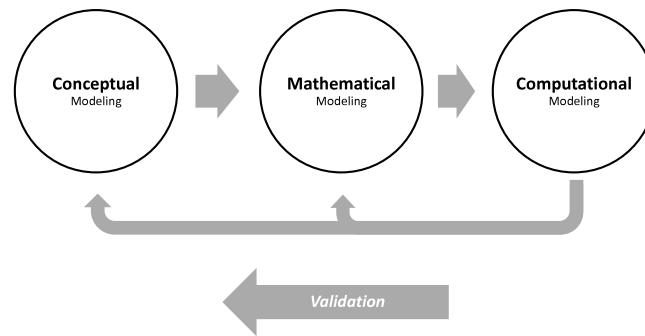 Conceptual
Modeling
Mathematical
Modeling
Computational
Modeling
Validation